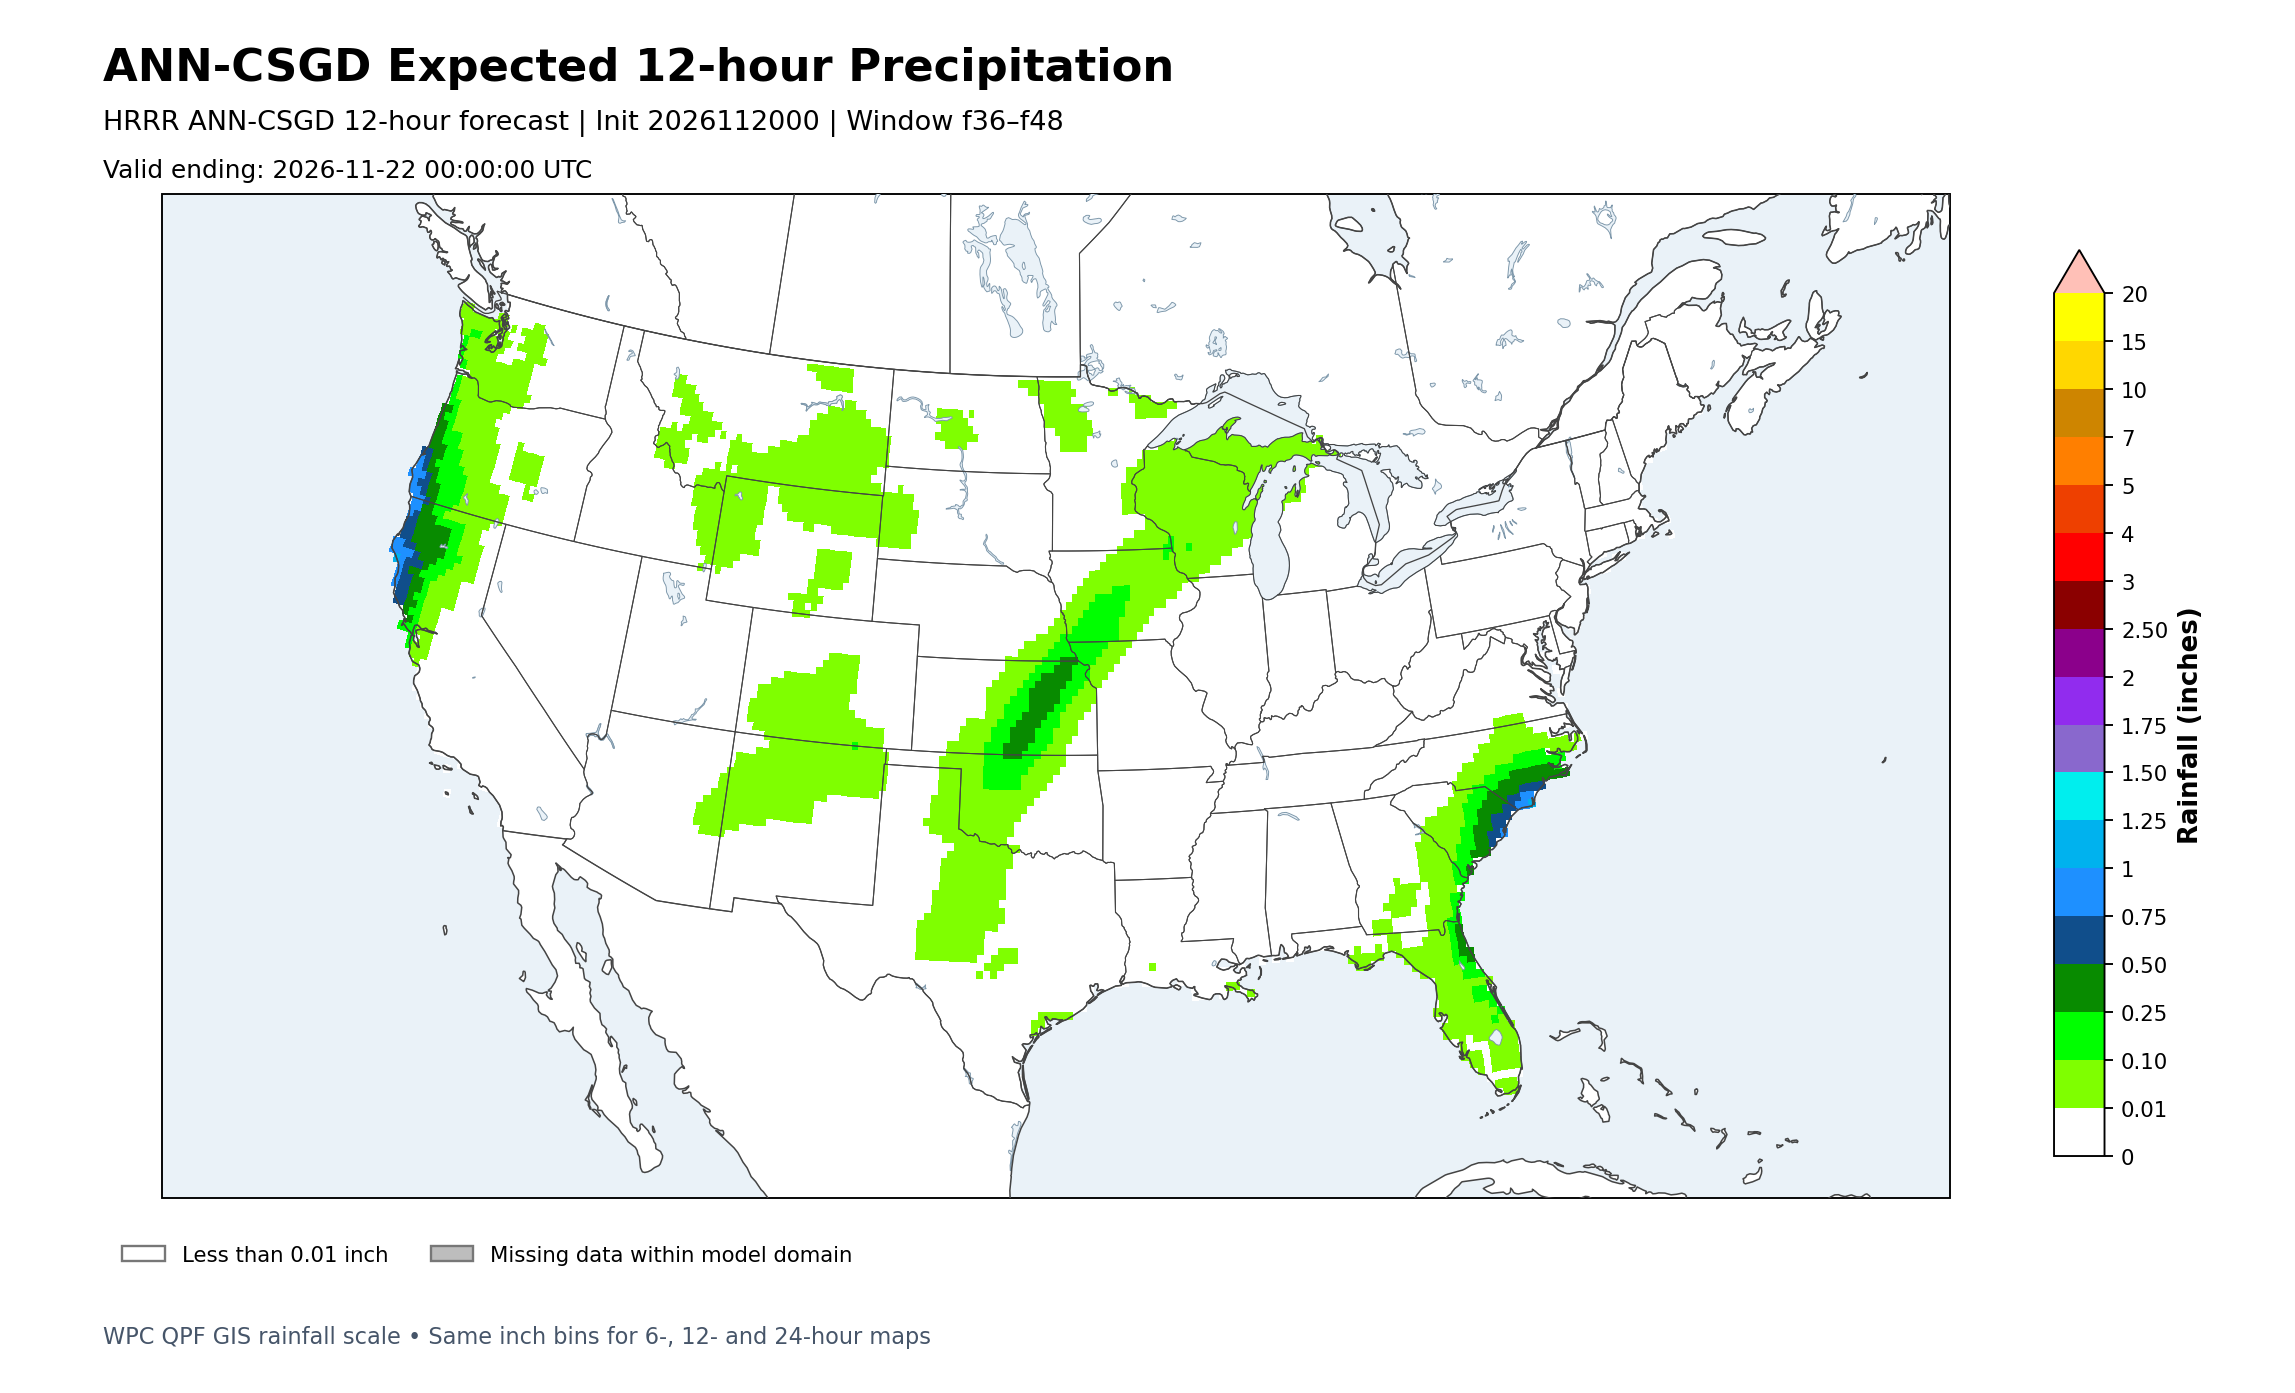 ANN-CSGD Expected 12-hour Precipitation
HRRR ANN-CSGD 12-hour forecast | Init 2026112000 | Window f36–f48
Valid ending: 2026-11-22 00:00:00 UTC
20
15
10
7
5
4
3
2.50
2
1.75
1.50
1.25
1
0.75
0.50
0.25
0.10
0.01
0
Rainfall (inches)
Less than 0.01 inch
Missing data within model domain
WPC QPF GIS rainfall scale • Same inch bins for 6-, 12- and 24-hour maps